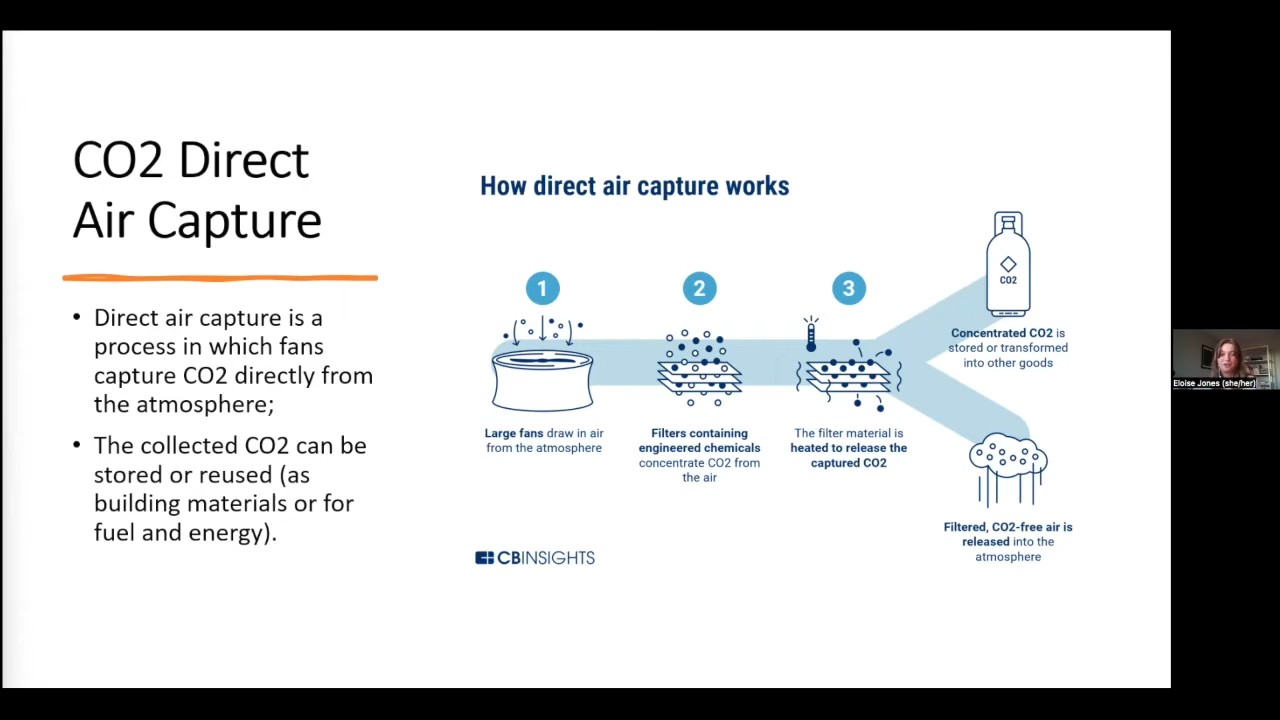 CO2 Direct
Air Capture
• Direct air capture is a
process in which fans
capture CO2 directly from
the atmosphere;
• The collected CO2 can be
stored or reused (as
building materials or for
fuel and energy).
How direct air capture works
1
Large fans draw in air
from the atmosphere
2
Filters containing
engineered chemicals
concentrate CO2 from
the air
3
The filter material is
heated to release the
captured CO2
CO2
Concentrated CO2 is
stored or transformed
into other goods
Filtered, CO2-free air is
released into the
atmosphere
CBINSIGHTS
Eloise Jones (she/her)